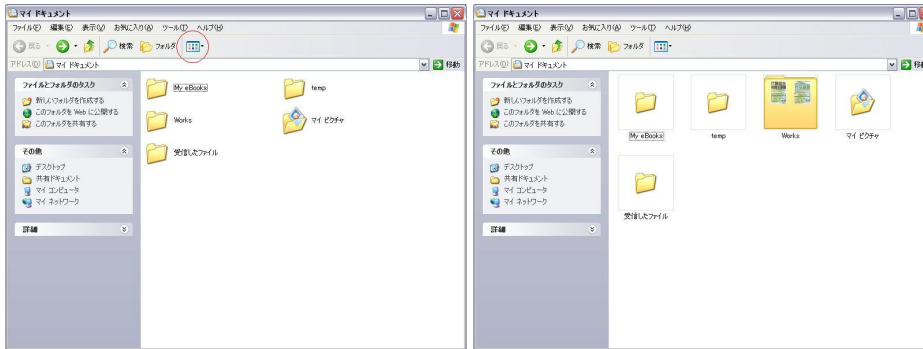 マイ ドキュメント
ファイル(F) 編集(E) 表示(V) お気に入り(A) ツール(T) ヘルプ(H)
戻る 検索 フォルダ
アドレス(D) マイ ドキュメント 移動
ファイルとフォルダのタスク
新しいフォルダを作成する
このフォルダを Web に公開する
このフォルダを共有する
その他
デスクトップ
共有ドキュメント
マイ コンピュータ
マイ ネットワーク
詳細
My eBooks temp
Works マイ ピクチャ
受信したファイル
マイ ドキュメント
ファイル(F) 編集(E) 表示(V) お気に入り(A) ツール(T) ヘルプ(H)
戻る 検索 フォルダ
アドレス(D) マイ ドキュメント 移動
ファイルとフォルダのタスク
新しいフォルダを作成する
このフォルダを Web に公開する
このフォルダを共有する
その他
デスクトップ
共有ドキュメント
マイ コンピュータ
マイ ネットワーク
詳細
My eBooks temp Works マイ ピクチャ
受信したファイル